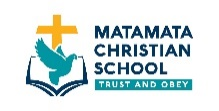 MATAMATA
CHRISTIAN
SCHOOL
TRUST AND OBEY